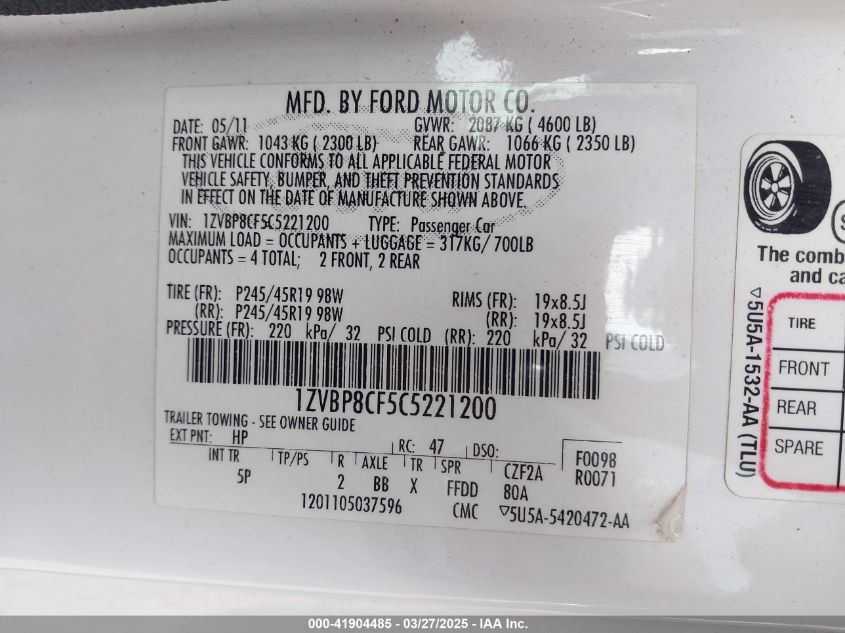 MFD. BY FORD MOTOR CO.
DATE: 05/11 GVWR: 2087 KG ( 4600 LB)
FRONT GAWR: 1043 KG ( 2300 LB) REAR GAWR: 1066 KG ( 2350 LB)
THIS VEHICLE CONFORMS TO ALL APPLICABLE FEDERAL MOTOR
VEHICLE SAFETY, BUMPER, AND THEFT PREVENTION STANDARDS
IN EFFECT ON THE DATE OF MANUFACTURE SHOWN ABOVE.
VIN: 1ZVBP8CF5C5221200 TYPE: Passenger Car
MAXIMUM LOAD = OCCUPANTS + LUGGAGE = 317KG/ 700LB
OCCUPANTS = 4 TOTAL; 2 FRONT, 2 REAR
TIRE (FR): P245/45R19 98W RIMS (FR): 19x8.5J
(RR): P245/45R19 98W (RR): 19x8.5J
PRESSURE (FR): 220 kPa/ 32 PSI COLD (RR): 220 kPa/ 32 PSI COLD
1ZVBP8CF5C5221200
TRAILER TOWING - SEE OWNER GUIDE
EXT PNT: HP RC: 47 DSO: F0098
INT TR TP/PS R AXLE TR SPR CZF2A R0071
5P 2 BB X FFDD 80A
1201105037596 CMC ▽5U5A-5420472-AA
The comb
and ca
TIRE
FRONT
REAR
SPARE
▽5U5A-1532-AA (TLU)
000-41904485 - 03/27/2025 - IAA Inc.